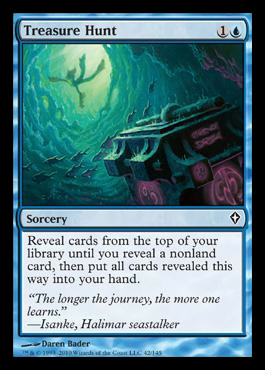 Treasure Hunt 1
Sorcery
Reveal cards from the top of your
library until you reveal a nonland
card, then put all cards revealed this
way into your hand.
"The longer the journey, the more one
learns."
—Isanke, Halimar seastalker
Daren Bader
™ & © 1993–2010 Wizards of the Coast LLC 42/145